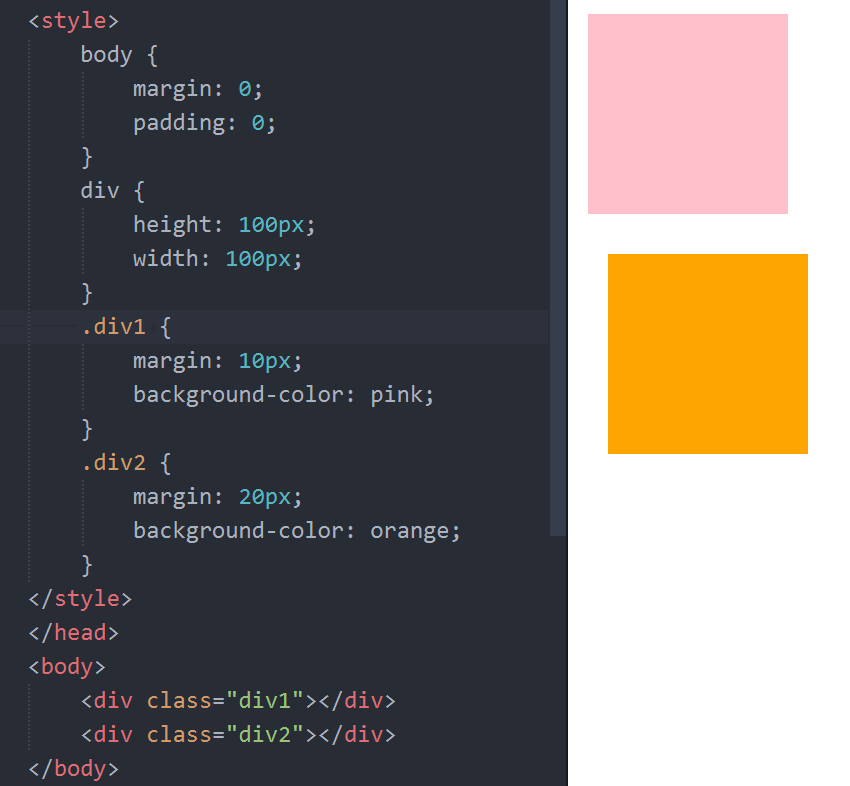 <style>
body {
margin: 0;
padding: 0;
}
div {
height: 100px;
width: 100px;
}
.div1 {
margin: 10px;
background-color: pink;
}
.div2 {
margin: 20px;
background-color: orange;
}
</style>
</head>
<body>
<div class="div1"></div>
<div class="div2"></div>
</body>